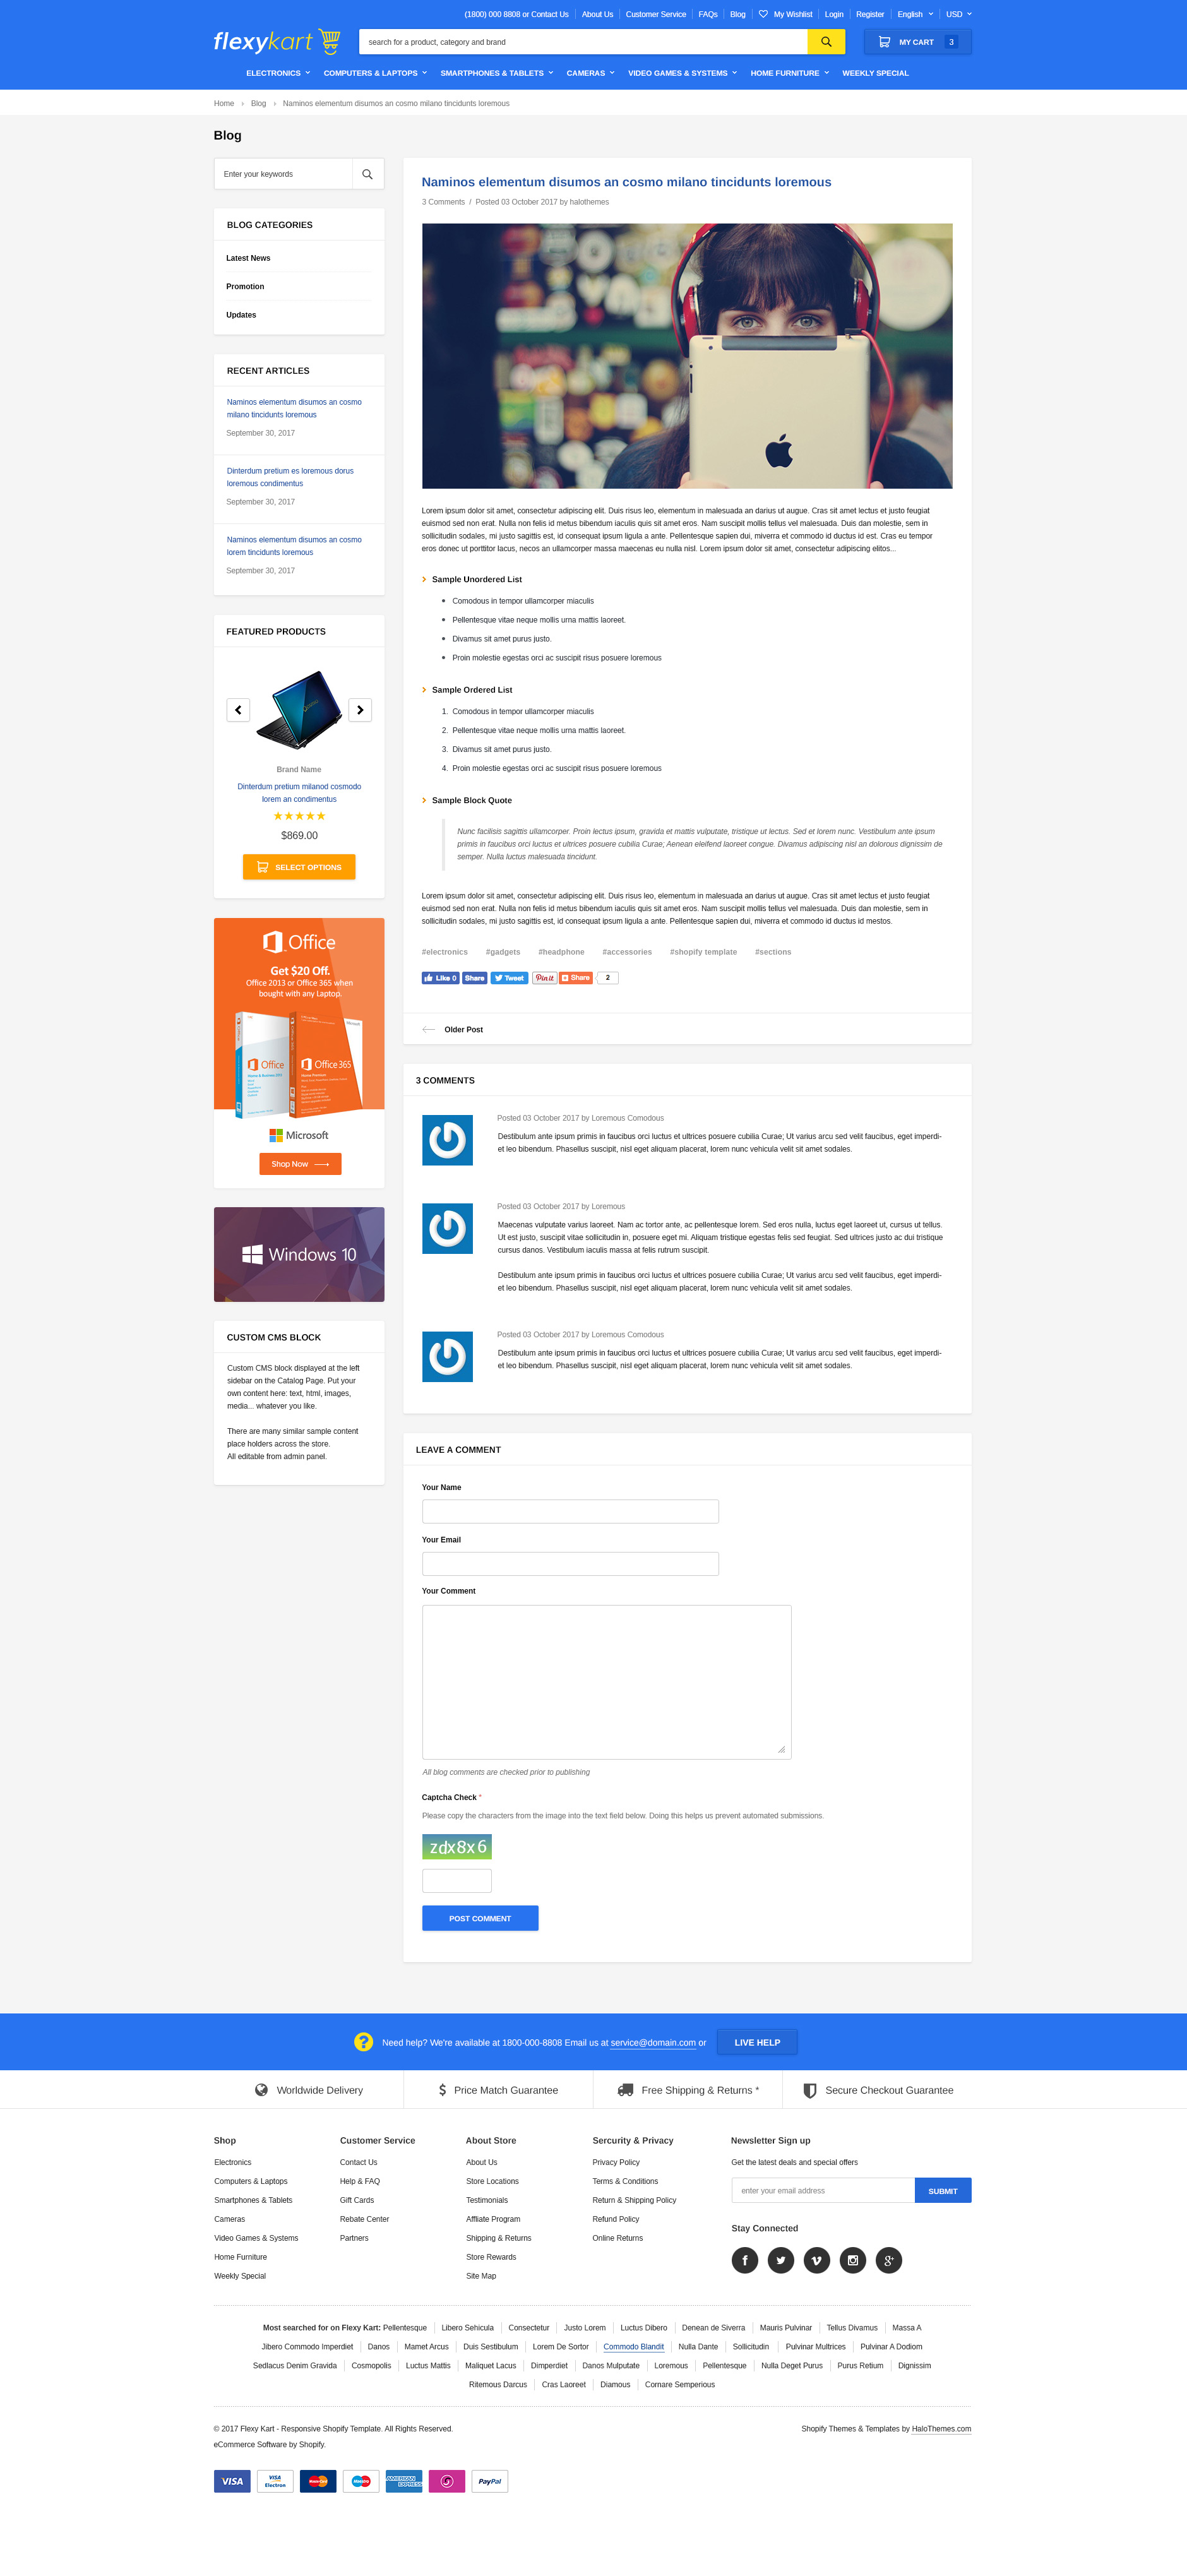 (1800) 000 8808 or Contact Us About Us Customer Service FAQs Blog My Wishlist Login Register English USD
flexykart search for a product, category and brand MY CART 3
ELECTRONICS COMPUTERS & LAPTOPS SMARTPHONES & TABLETS CAMERAS VIDEO GAMES & SYSTEMS HOME FURNITURE WEEKLY SPECIAL
Home › Blog › Naminos elementum disumos an cosmo milano tincidunts loremous
Blog
Enter your keywords
BLOG CATEGORIES
Latest News
Promotion
Updates
RECENT ARTICLES
Naminos elementum disumos an cosmo
milano tincidunts loremous
September 30, 2017
Dinterdum pretium es loremous dorus
loremous condimentus
September 30, 2017
Naminos elementum disumos an cosmo
lorem tincidunts loremous
September 30, 2017
FEATURED PRODUCTS
Brand Name
Dinterdum pretium milanod cosmodo
lorem an condimentus
$869.00
SELECT OPTIONS
Office
Get $20 Off.
Office 2013 or Office 365 when
bought with any Laptop.
Office
Office 365
Microsoft
Shop Now
Windows 10
CUSTOM CMS BLOCK
Custom CMS block displayed at the left
sidebar on the Catalog Page. Put your
own content here: text, html, images,
media... whatever you like.
There are many similar sample content
place holders across the store.
All editable from admin panel.
Naminos elementum disumos an cosmo milano tincidunts loremous
3 Comments / Posted 03 October 2017 by halothemes
Lorem ipsum dolor sit amet, consectetur adipiscing elit. Duis risus leo, elementum in malesuada an darius ut augue. Cras sit amet lectus et justo feugiat
euismod sed non erat. Nulla non felis id metus bibendum iaculis quis sit amet eros. Nam suscipit mollis tellus vel malesuada. Duis dan molestie, sem in
sollicitudin sodales, mi justo sagittis est, id consequat ipsum ligula a ante. Pellentesque sapien dui, miverra et commodo id ductus id est. Cras eu tempor
eros donec ut porttitor lacus, necos an ullamcorper massa maecenas eu nulla nisl. Lorem ipsum dolor sit amet, consectetur adipiscing elitos...
Sample Unordered List
• Comodous in tempor ullamcorper miaculis
• Pellentesque vitae neque mollis urna mattis laoreet.
• Divamus sit amet purus justo.
• Proin molestie egestas orci ac suscipit risus posuere loremous
Sample Ordered List
1. Comodous in tempor ullamcorper miaculis
2. Pellentesque vitae neque mollis urna mattis laoreet.
3. Divamus sit amet purus justo.
4. Proin molestie egestas orci ac suscipit risus posuere loremous
Sample Block Quote
Nunc facilisis sagittis ullamcorper. Proin lectus ipsum, gravida et mattis vulputate, tristique ut lectus. Sed et lorem nunc. Vestibulum ante ipsum
primis in faucibus orci luctus et ultrices posuere cubilia Curae; Aenean eleifend laoreet congue. Divamus adipiscing nisl an dolorous dignissim de
semper. Nulla luctus malesuada tincidunt.
Lorem ipsum dolor sit amet, consectetur adipiscing elit. Duis risus leo, elementum in malesuada an darius ut augue. Cras sit amet lectus et justo feugiat
euismod sed non erat. Nulla non felis id metus bibendum iaculis quis sit amet eros. Nam suscipit mollis tellus vel malesuada. Duis dan molestie, sem in
sollicitudin sodales, mi justo sagittis est, id consequat ipsum ligula a ante. Pellentesque sapien dui, miverra et commodo id ductus id mestos.
#electronics #gadgets #headphone #accessories #shopify template #sections
Like 0 Share Tweet Pin it Share 2
Older Post
3 COMMENTS
Posted 03 October 2017 by Loremous Comodous
Destibulum ante ipsum primis in faucibus orci luctus et ultrices posuere cubilia Curae; Ut varius arcu sed velit faucibus, eget imperdi-
et leo bibendum. Phasellus suscipit, nisl eget aliquam placerat, lorem nunc vehicula velit sit amet sodales.
Posted 03 October 2017 by Loremous
Maecenas vulputate varius laoreet. Nam ac tortor ante, ac pellentesque lorem. Sed eros nulla, luctus eget laoreet ut, cursus ut tellus.
Ut est justo, suscipit vitae sollicitudin in, posuere eget mi. Aliquam tristique egestas felis sed feugiat. Sed ultrices justo ac dui tristique
cursus danos. Vestibulum iaculis massa at felis rutrum suscipit.
Destibulum ante ipsum primis in faucibus orci luctus et ultrices posuere cubilia Curae; Ut varius arcu sed velit faucibus, eget imperdi-
et leo bibendum. Phasellus suscipit, nisl eget aliquam placerat, lorem nunc vehicula velit sit amet sodales.
Posted 03 October 2017 by Loremous Comodous
Destibulum ante ipsum primis in faucibus orci luctus et ultrices posuere cubilia Curae; Ut varius arcu sed velit faucibus, eget imperdi-
et leo bibendum. Phasellus suscipit, nisl eget aliquam placerat, lorem nunc vehicula velit sit amet sodales.
LEAVE A COMMENT
Your Name
Your Email
Your Comment
All blog comments are checked prior to publishing
Captcha Check *
Please copy the characters from the image into the text field below. Doing this helps us prevent automated submissions.
zdx8x6
POST COMMENT
? Need help? We're available at 1800-000-8808 Email us at service@domain.com or LIVE HELP
Worldwide Delivery $ Price Match Guarantee Free Shipping & Returns * Secure Checkout Guarantee
Shop
Electronics
Computers & Laptops
Smartphones & Tablets
Cameras
Video Games & Systems
Home Furniture
Weekly Special
Customer Service
Contact Us
Help & FAQ
Gift Cards
Rebate Center
Partners
About Store
About Us
Store Locations
Testimonials
Affliate Program
Shipping & Returns
Store Rewards
Site Map
Sercurity & Privacy
Privacy Policy
Terms & Conditions
Return & Shipping Policy
Refund Policy
Online Returns
Newsletter Sign up
Get the latest deals and special offers
enter your email address SUBMIT
Stay Connected
Most searched for on Flexy Kart: Pellentesque Libero Sehicula Consectetur Justo Lorem Luctus Dibero Denean de Siverra Mauris Pulvinar Tellus Divamus Massa A
Jibero Commodo Imperdiet Danos Mamet Arcus Duis Sestibulum Lorem De Sortor Commodo Blandit Nulla Dante Sollicitudin Pulvinar Multrices Pulvinar A Dodiom
Sedlacus Denim Gravida Cosmopolis Luctus Mattis Maliquet Lacus Dimperdiet Danos Mulputate Loremous Pellentesque Nulla Deget Purus Purus Retium Dignissim
Ritemous Darcus Cras Laoreet Diamous Cornare Semperious
© 2017 Flexy Kart - Responsive Shopify Template. All Rights Reserved.
eCommerce Software by Shopify.
Shopify Themes & Templates by HaloThemes.com
VISA VISA Electron MasterCard Maestro AMERICAN EXPRESS PayPal